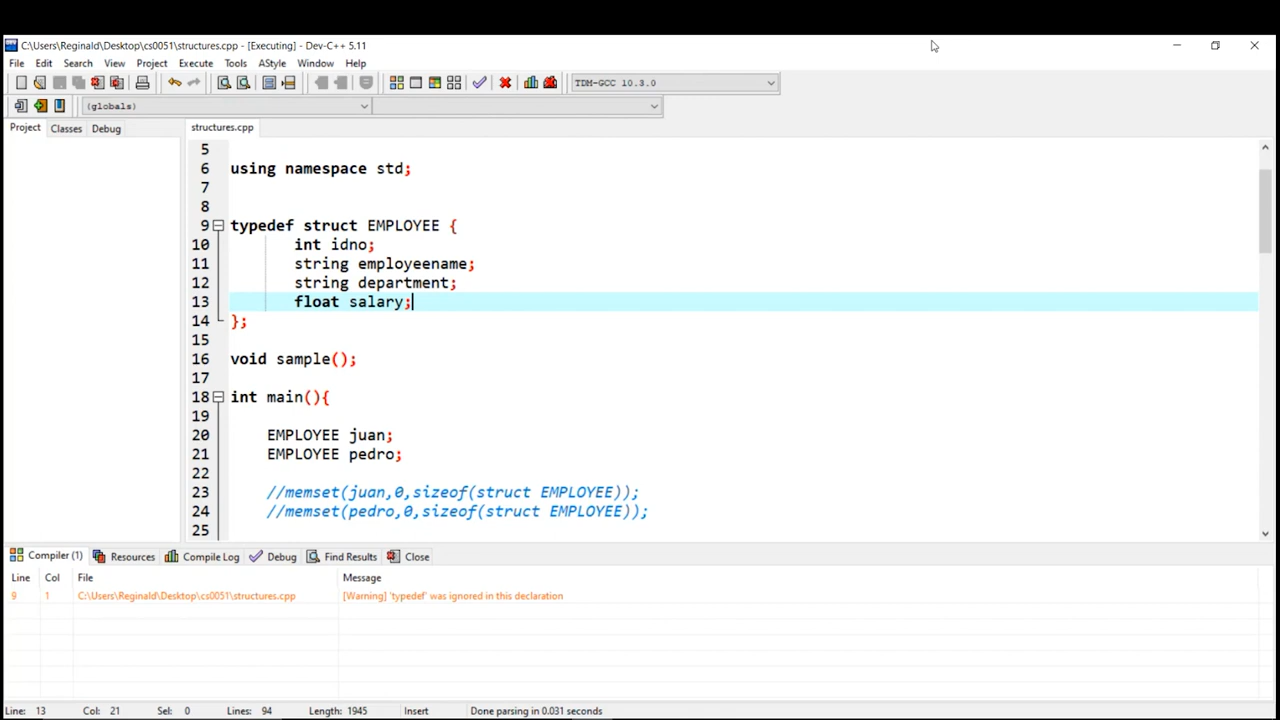 C:\Users\Reginald\Desktop\cs0051\structures.cpp - [Executing] - Dev-C++ 5.11
File Edit Search View Project Execute Tools AStyle Window Help
TDM-GCC 10.3.0
(globals)
Project Classes Debug structures.cpp
5
6 using namespace std;
7
8
9 typedef struct EMPLOYEE {
10 int idno;
11 string employeename;
12 string department;
13 float salary;
14 };
15
16 void sample();
17
18 int main(){
19
20 EMPLOYEE juan;
21 EMPLOYEE pedro;
22
23 //memset(juan,0,sizeof(struct EMPLOYEE));
24 //memset(pedro,0,sizeof(struct EMPLOYEE));
25
Compiler (1) Resources Compile Log Debug Find Results Close
Line Col File Message
9 1 C:\Users\Reginald\Desktop\cs0051\structures.cpp [Warning] 'typedef' was ignored in this declaration
Line: 13 Col: 21 Sel: 0 Lines: 94 Length: 1945 Insert Done parsing in 0.031 seconds